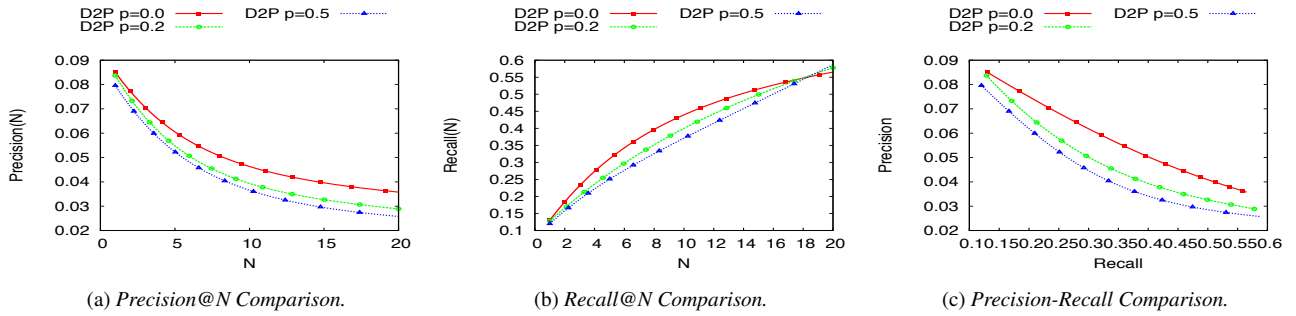 D2P p=0.0
D2P p=0.2
D2P p=0.5
Precision(N)
0.09
0.08
0.07
0.06
0.05
0.04
0.03
0.02
0 5 10 15 20
N
(a) Precision@N Comparison.
D2P p=0.0
D2P p=0.2
D2P p=0.5
Recall(N)
0.6
0.55
0.5
0.45
0.4
0.35
0.3
0.25
0.2
0.15
0.1
0 2 4 6 8 10 12 14 16 18 20
N
(b) Recall@N Comparison.
D2P p=0.0
D2P p=0.2
D2P p=0.5
Precision
0.09
0.08
0.07
0.06
0.05
0.04
0.03
0.02
0.10.150.20.250.30.350.40.450.50.550.6
Recall
(c) Precision-Recall Comparison.